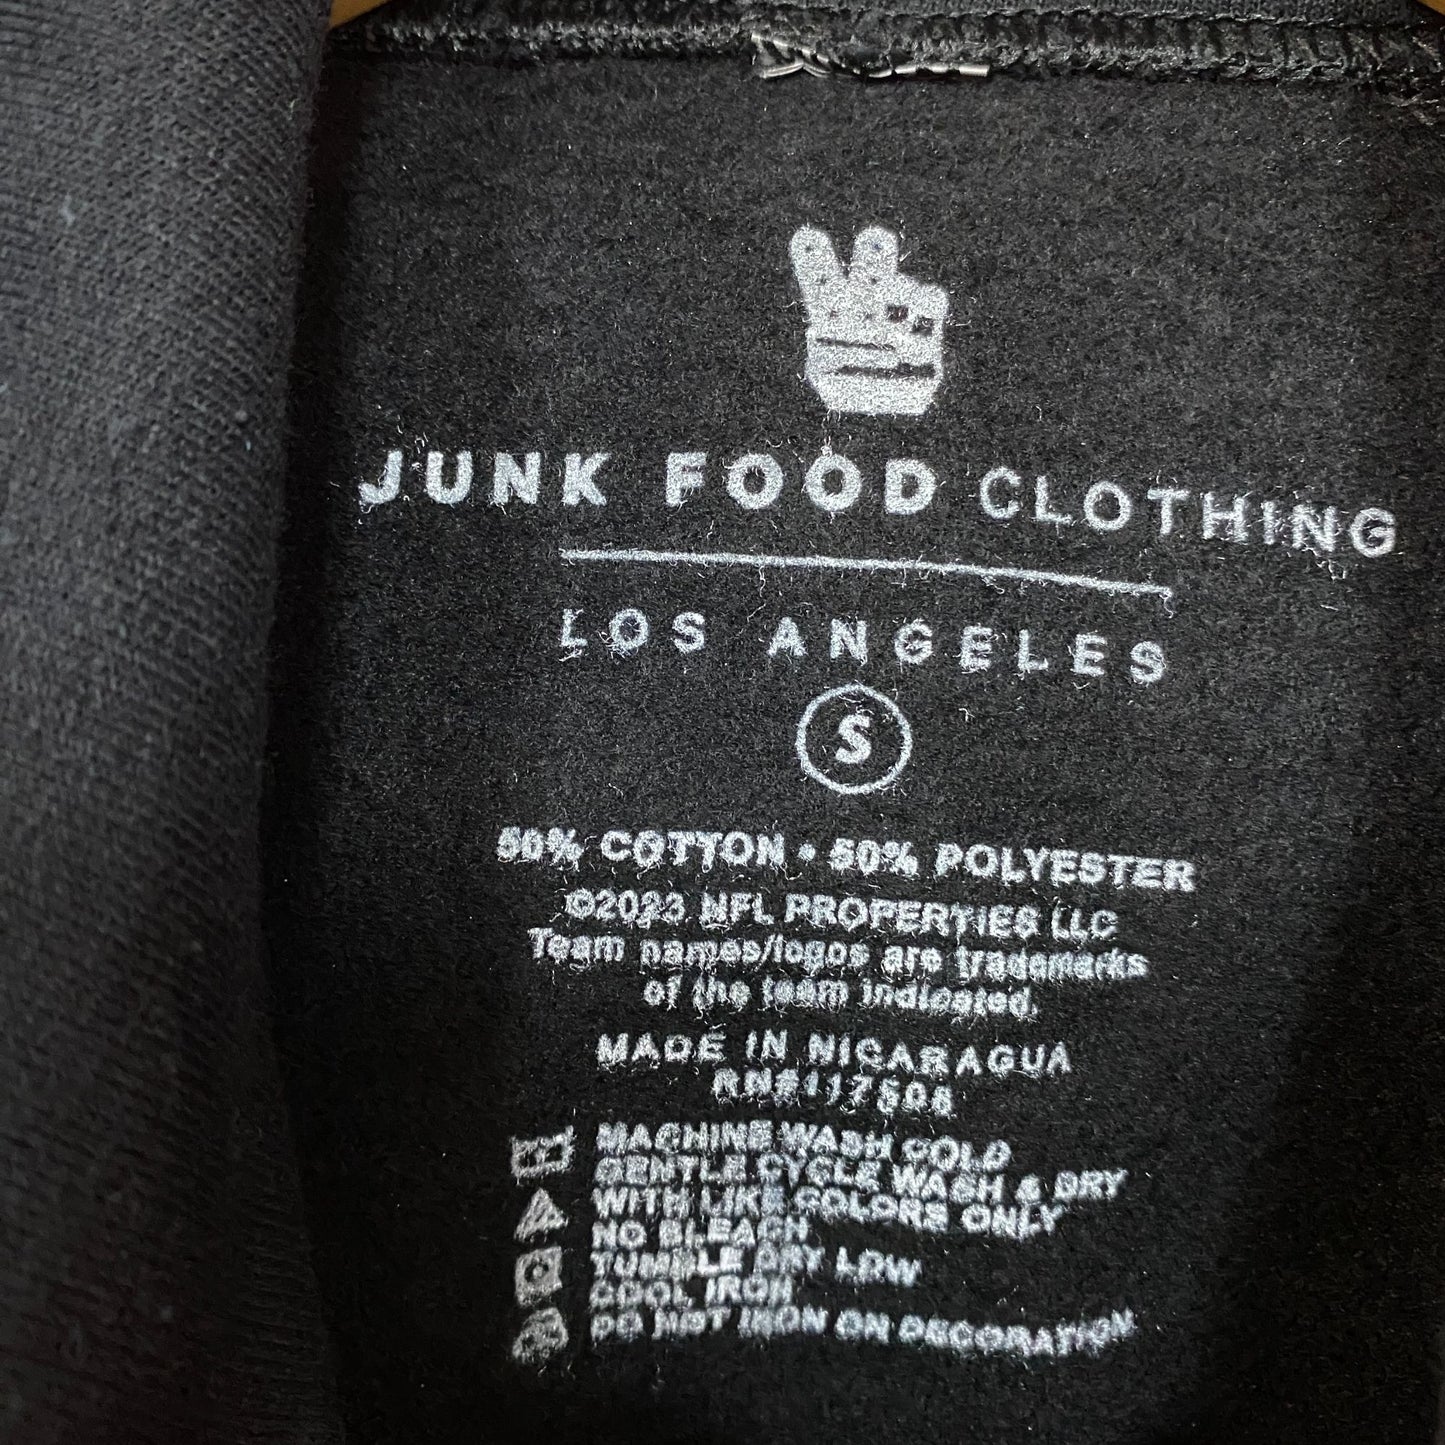 JUNK FOOD CLOTHING
LOS ANGELES
S
50% COTTON • 50% POLYESTER
©2023 NFL PROPERTIES LLC
Team names/logos are trademarks
of the team indicated.
MADE IN NICARAGUA
RN#117508
MACHINE WASH COLD
GENTLE CYCLE WASH & DRY
WITH LIKE COLORS ONLY
NO BLEACH
TUMBLE DRY LOW
COOL IRON
DO NOT IRON ON DECORATION